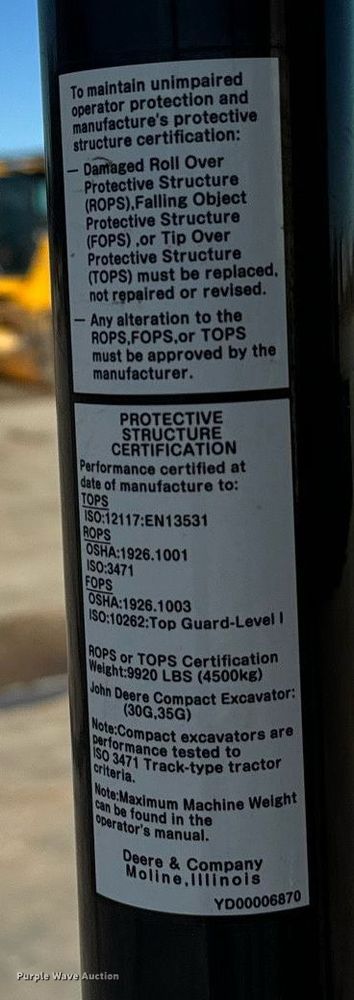 To maintain unimpaired
operator protection and
manufacture's protective
structure certification:
— Damaged Roll Over
Protective Structure
(ROPS),Falling Object
Protective Structure
(FOPS) ,or Tip Over
Protective Structure
(TOPS) must be replaced,
not repaired or revised.
— Any alteration to the
ROPS,FOPS,or TOPS
must be approved by the
manufacturer.
PROTECTIVE
STRUCTURE
CERTIFICATION
Performance certified at
date of manufacture to:
TOPS
ISO:12117:EN13531
ROPS
OSHA:1926.1001
ISO:3471
FOPS
OSHA:1926.1003
ISO:10262:Top Guard-Level I
ROPS or TOPS Certification
Weight:9920 LBS (4500kg)
John Deere Compact Excavator:
(30G,35G)
Note:Compact excavators are
performance tested to
ISO 3471 Track-type tractor
criteria.
Note:Maximum Machine Weight
can be found in the
operator's manual.
Deere & Company
Moline,Illinois
YD00006870
Purple Wave Auction